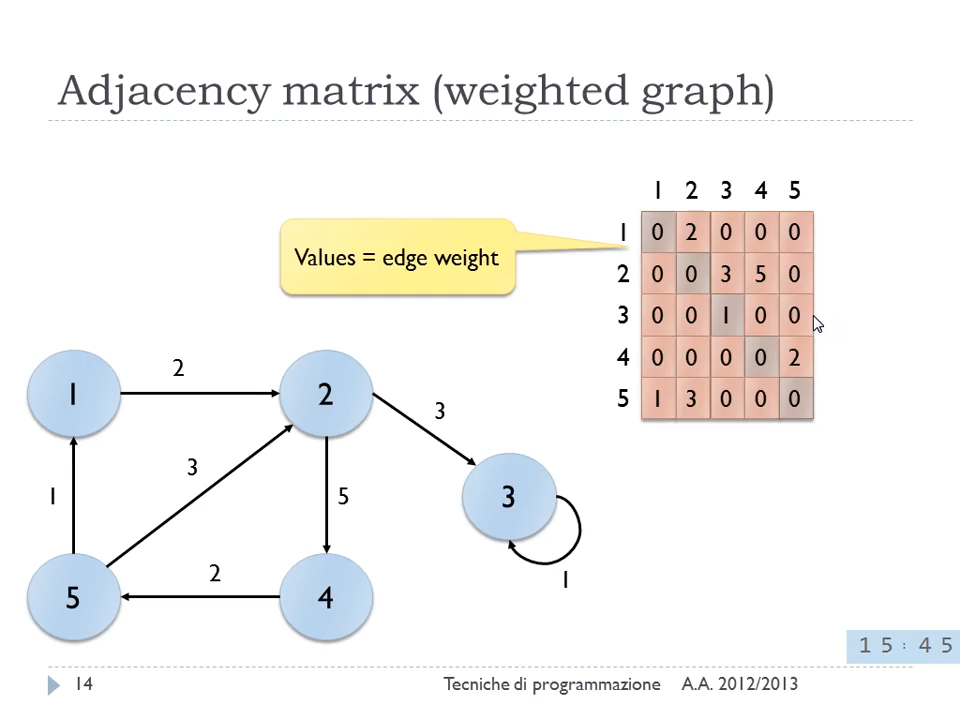 Adjacency matrix (weighted graph)
1 2 3 4 5
Values = edge weight
1 0 2 0 0 0
2 0 0 3 5 0
3 0 0 1 0 0
4 0 0 0 0 2
5 1 3 0 0 0
2
1
2
3
3
1
5
3
2
5
4
1
15:45
14
Tecniche di programmazione A.A. 2012/2013